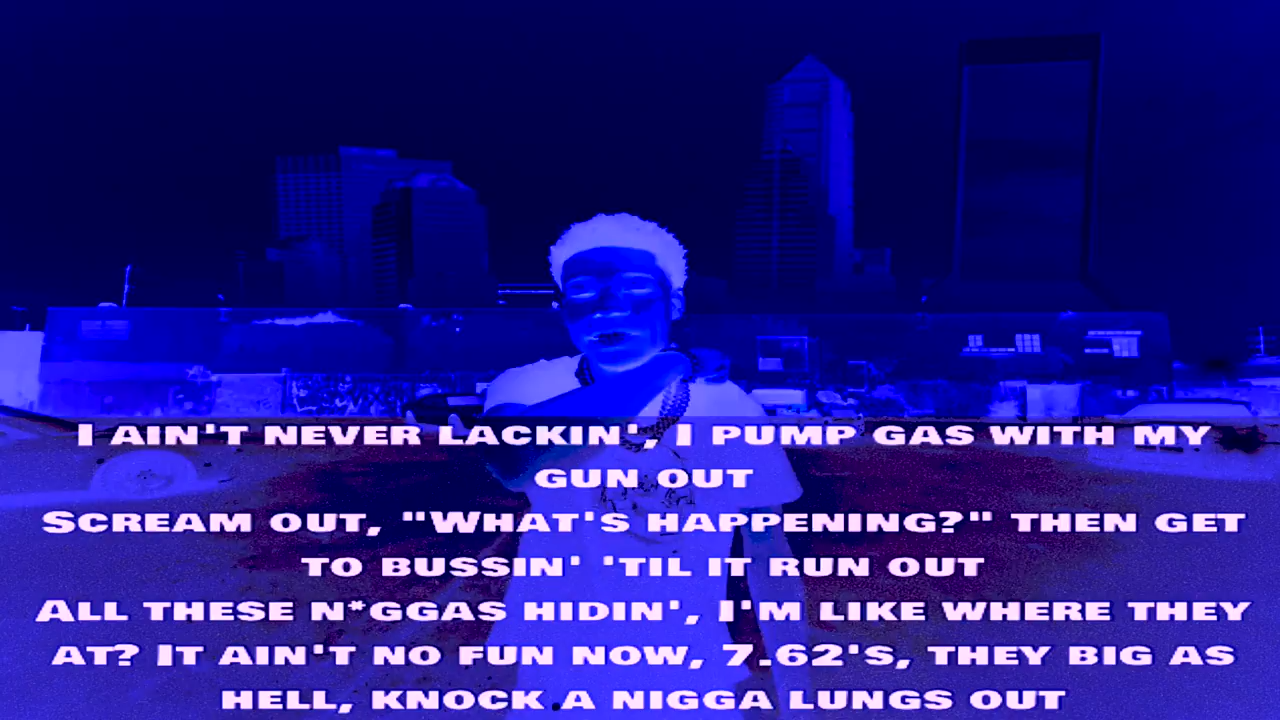 I ain't never lackin', I pump gas with my
gun out
Scream out, "What's happening?" then get
to bussin' 'til it run out
All these n*ggas hidin', I'm like where they
at? It ain't no fun now, 7.62's, they big as
hell, knock a nigga lungs out